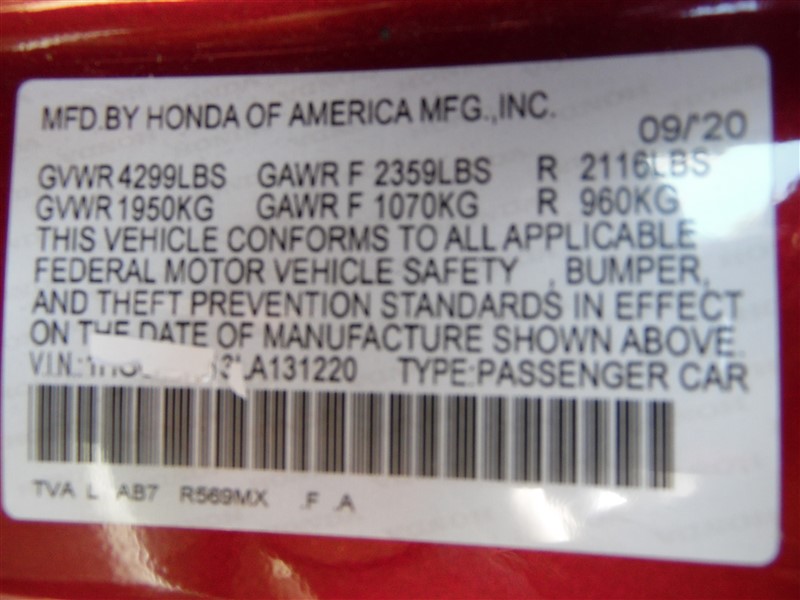 MFD.BY HONDA OF AMERICA MFG.,INC.
09/'20
GVWR 4299LBS GAWR F 2359LBS R 2116LBS
GVWR 1950KG GAWR F 1070KG R 960KG
THIS VEHICLE CONFORMS TO ALL APPLICABLE
FEDERAL MOTOR VEHICLE SAFETY , BUMPER,
AND THEFT PREVENTION STANDARDS IN EFFECT
ON THE DATE OF MANUFACTURE SHOWN ABOVE.
V.I.N.: TYPE:PASSENGER CAR
TVA L AB7 R569MX F A